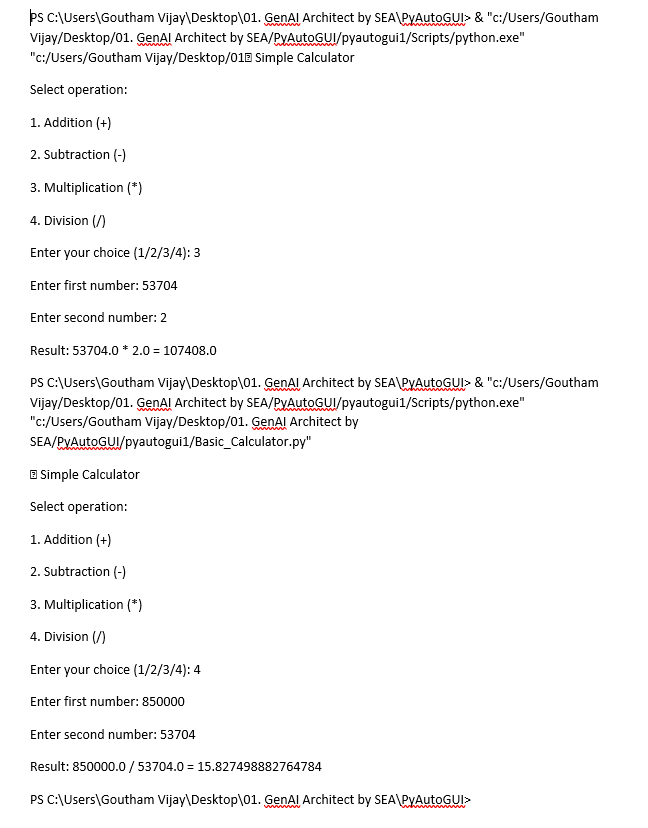 PS C:\Users\Goutham Vijay\Desktop\01. GenAI Architect by SEA\PyAutoGUI> & "c:/Users/Goutham
Vijay/Desktop/01. GenAI Architect by SEA/PyAutoGUI/pyautogui1/Scripts/python.exe"
"c:/Users/Goutham Vijay/Desktop/01⍰ Simple Calculator
Select operation:
1. Addition (+)
2. Subtraction (-)
3. Multiplication (*)
4. Division (/)
Enter your choice (1/2/3/4): 3
Enter first number: 53704
Enter second number: 2
Result: 53704.0 * 2.0 = 107408.0
PS C:\Users\Goutham Vijay\Desktop\01. GenAI Architect by SEA\PyAutoGUI> & "c:/Users/Goutham
Vijay/Desktop/01. GenAI Architect by SEA/PyAutoGUI/pyautogui1/Scripts/python.exe"
"c:/Users/Goutham Vijay/Desktop/01. GenAI Architect by
SEA/PyAutoGUI/pyautogui1/Basic_Calculator.py"
⍰ Simple Calculator
Select operation:
1. Addition (+)
2. Subtraction (-)
3. Multiplication (*)
4. Division (/)
Enter your choice (1/2/3/4): 4
Enter first number: 850000
Enter second number: 53704
Result: 850000.0 / 53704.0 = 15.827498882764784
PS C:\Users\Goutham Vijay\Desktop\01. GenAI Architect by SEA\PyAutoGUI>